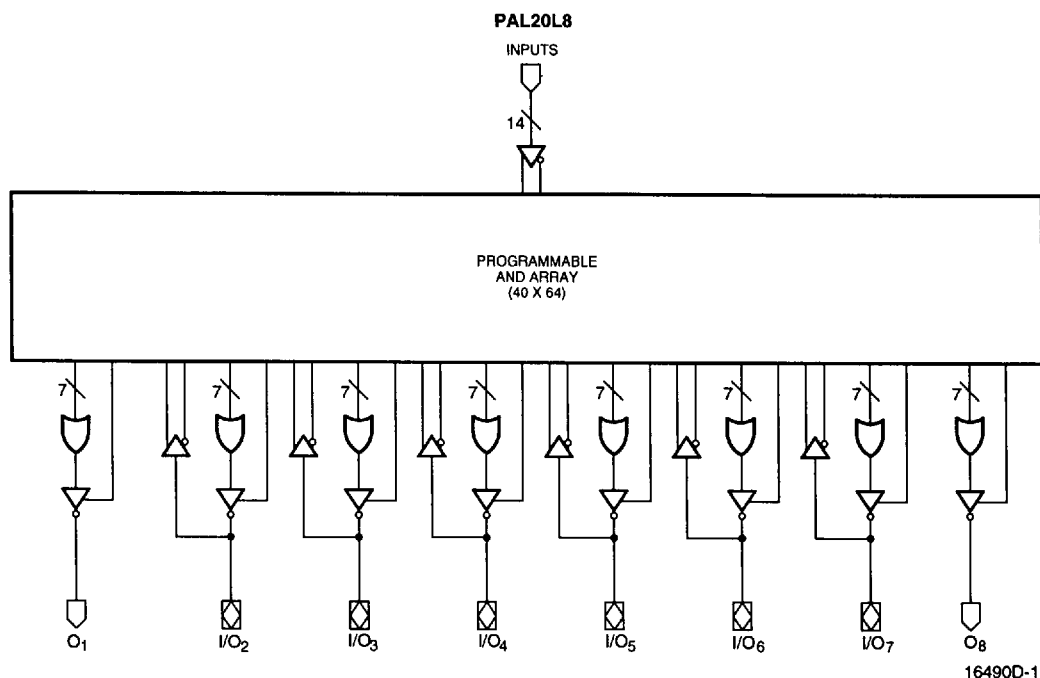 PAL20L8
INPUTS
14
PROGRAMMABLE
AND ARRAY
(40 X 64)
7 7 7 7 7 7 7 7
O1 I/O2 I/O3 I/O4 I/O5 I/O6 I/O7 O8
16490D-1